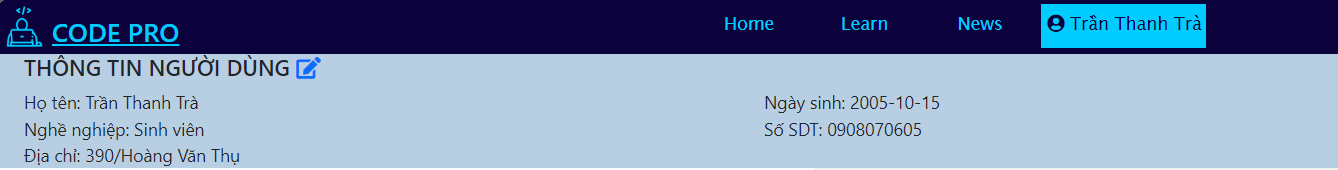 CODE PRO
Home
Learn
News
Trần Thanh Trà
THÔNG TIN NGƯỜI DÙNG
Họ tên: Trần Thanh Trà
Ngày sinh: 2005-10-15
Nghề nghiệp: Sinh viên
Số SDT: 0908070605
Địa chỉ: 390/Hoàng Văn Thụ